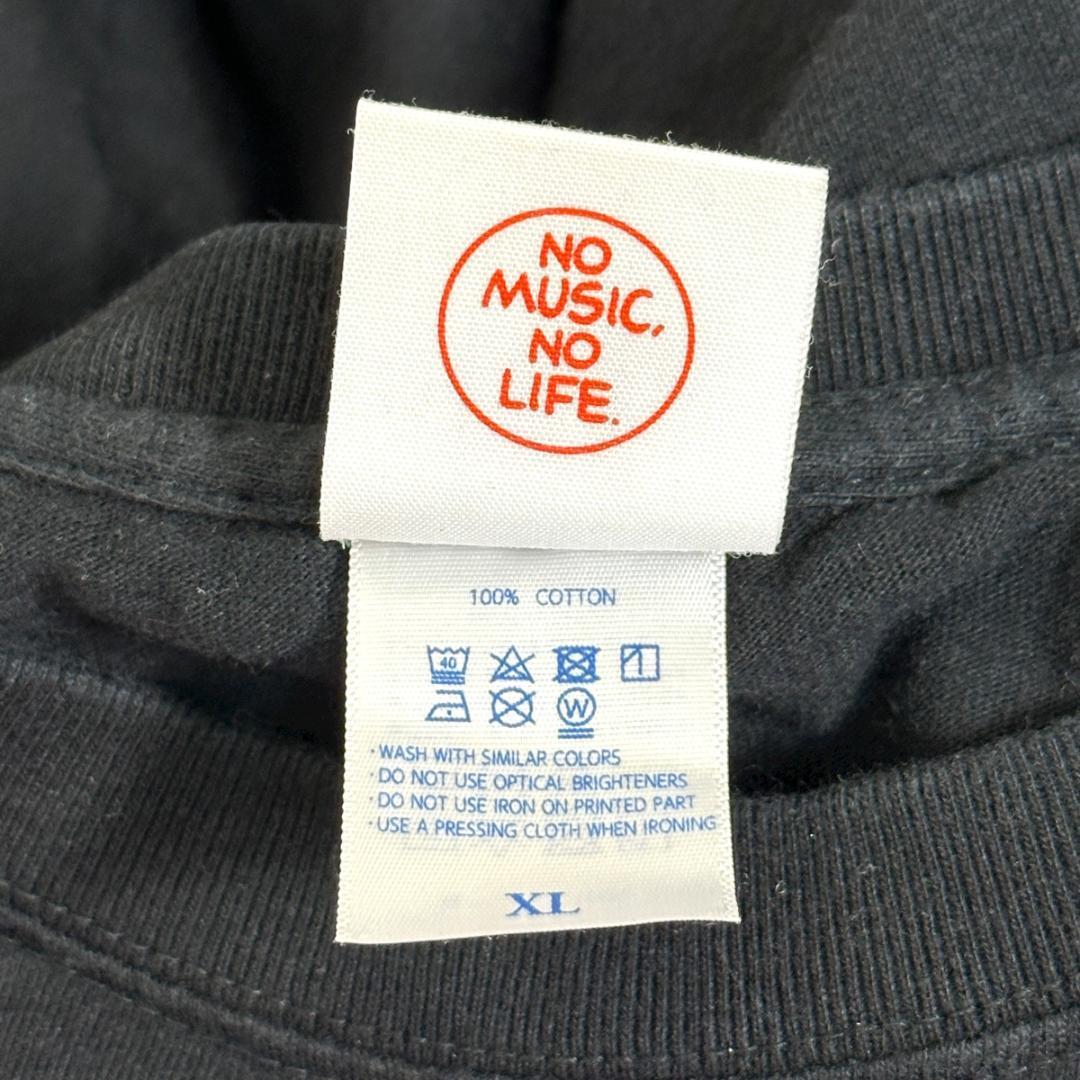 NO
MUSIC,
NO
LIFE.
100% COTTON
40
W
·WASH WITH SIMILAR COLORS
·DO NOT USE OPTICAL BRIGHTENERS
·DO NOT USE IRON ON PRINTED PART
·USE A PRESSING CLOTH WHEN IRONING
XL